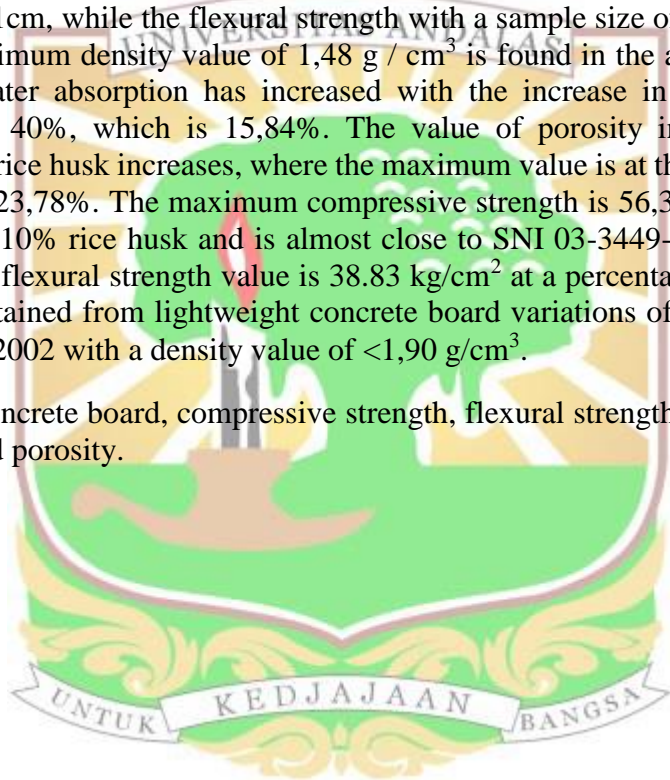 1cm, while the flexural strength with a sample size o
UNIVERSITAS ANDALAS
imum density value of 1,48 g / cm³ is found in the a
ater absorption has increased with the increase in
40%, which is 15,84%. The value of porosity in
rice husk increases, where the maximum value is at th
23,78%. The maximum compressive strength is 56,3
10% rice husk and is almost close to SNI 03-3449-
flexural strength value is 38.83 kg/cm² at a percenta
tained from lightweight concrete board variations of
2002 with a density value of <1,90 g/cm³.
oncrete board, compressive strength, flexural strength
d porosity.
UNTUK KEDJAJAAN BANGSA